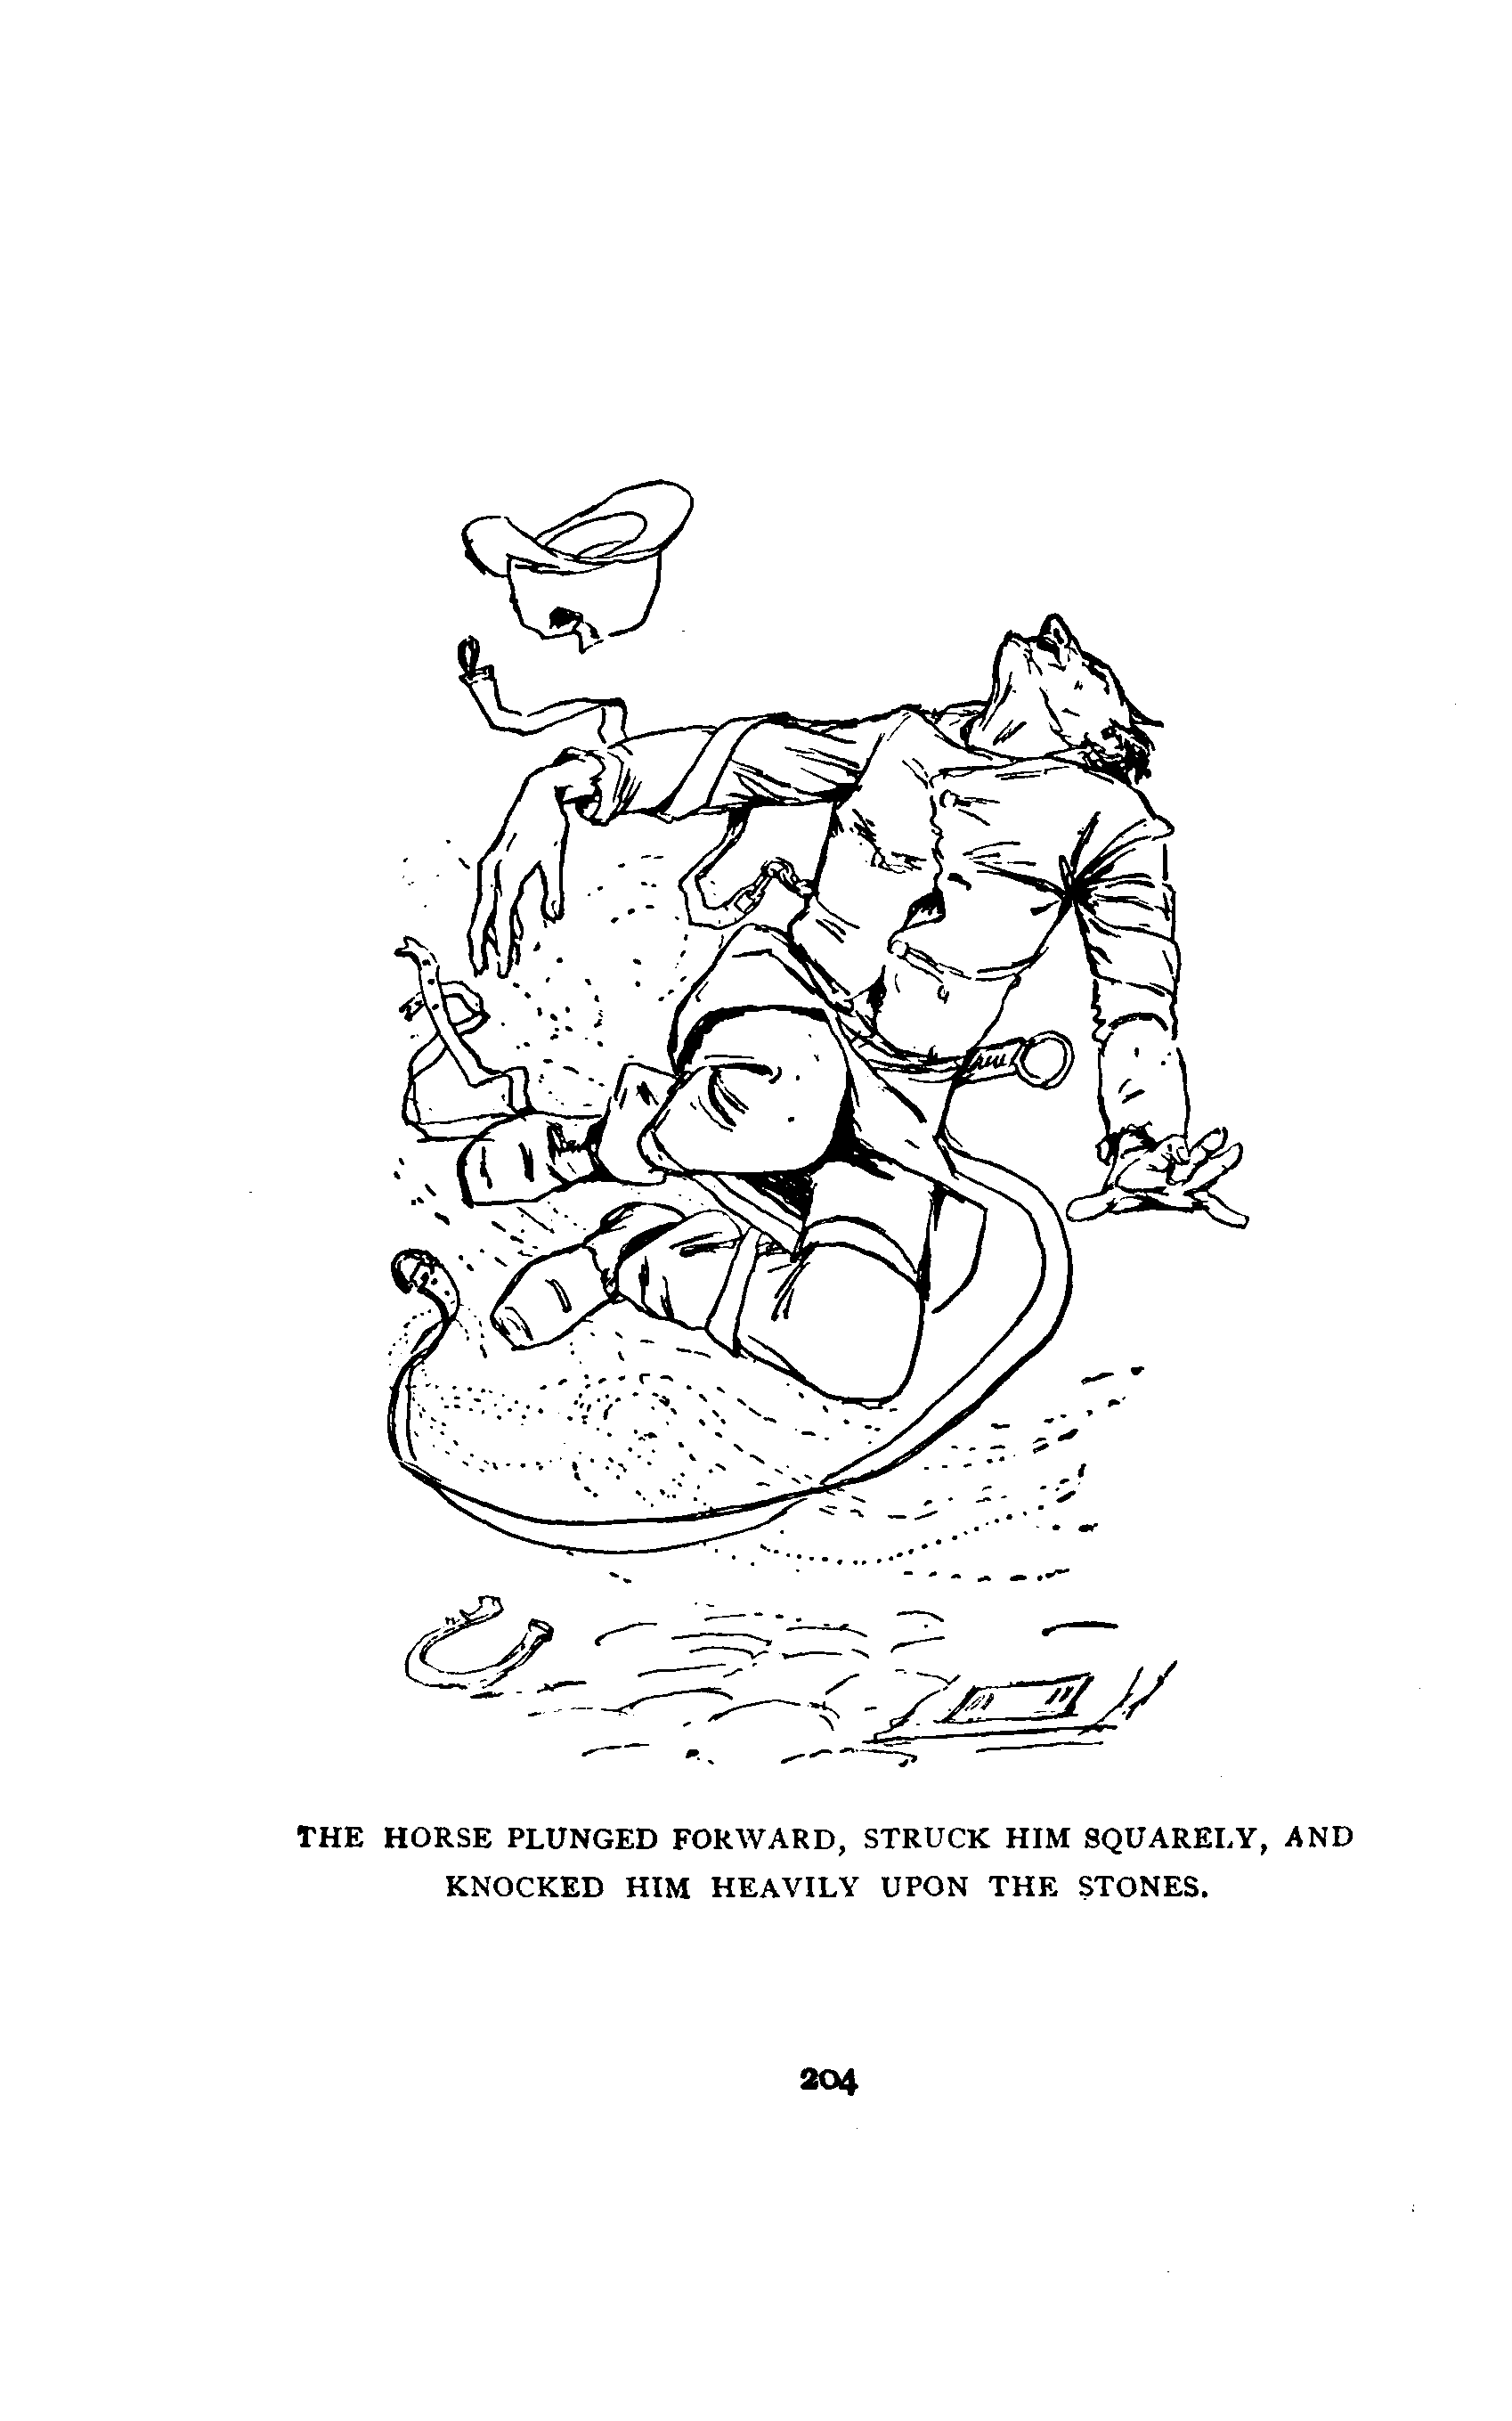 THE HORSE PLUNGED FORWARD, STRUCK HIM SQUARELY, AND
KNOCKED HIM HEAVILY UPON THE STONES.
204